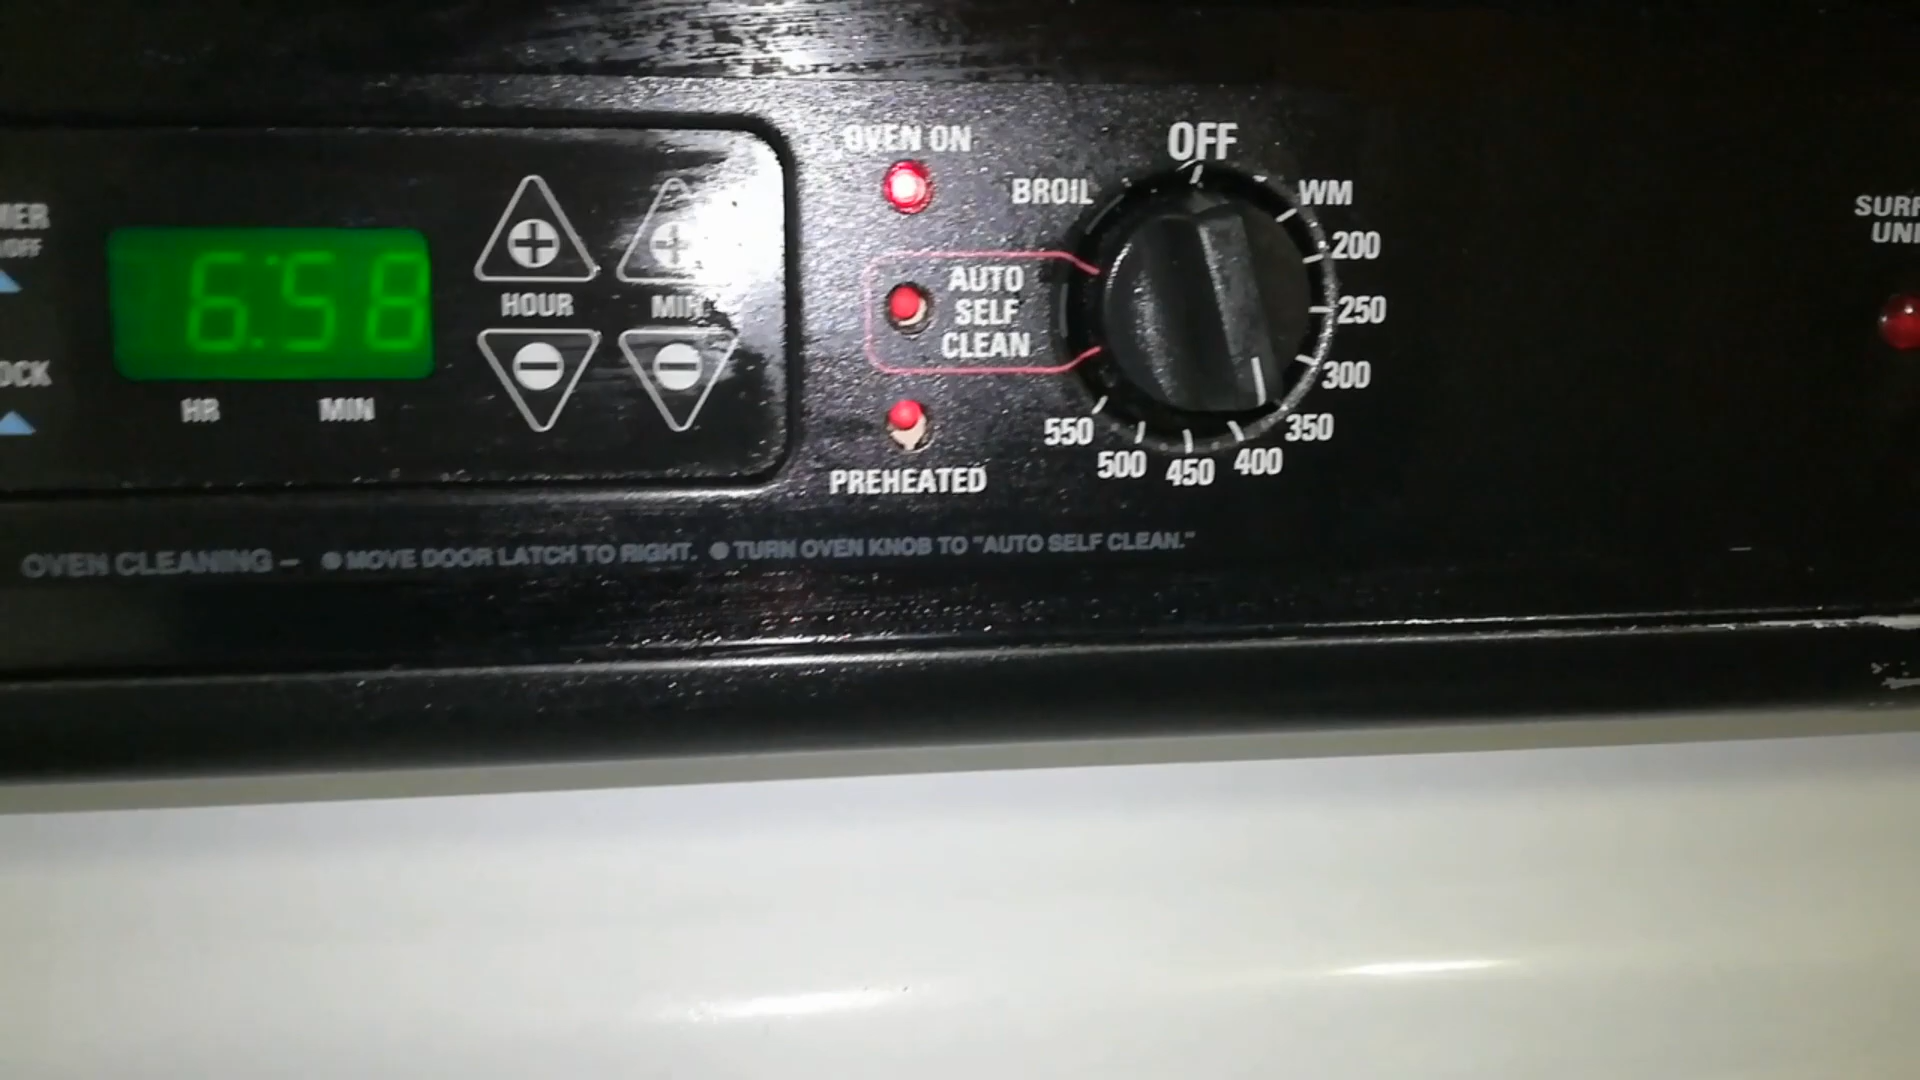 OVEN ON
OFF
BROIL
WM
200
250
300
350
400
450
500
550
AUTO
SELF
CLEAN
PREHEATED
6:58
HOUR
MIN
HR
MIN
OVEN CLEANING – ● MOVE DOOR LATCH TO RIGHT. ● TURN OVEN KNOB TO "AUTO SELF CLEAN."